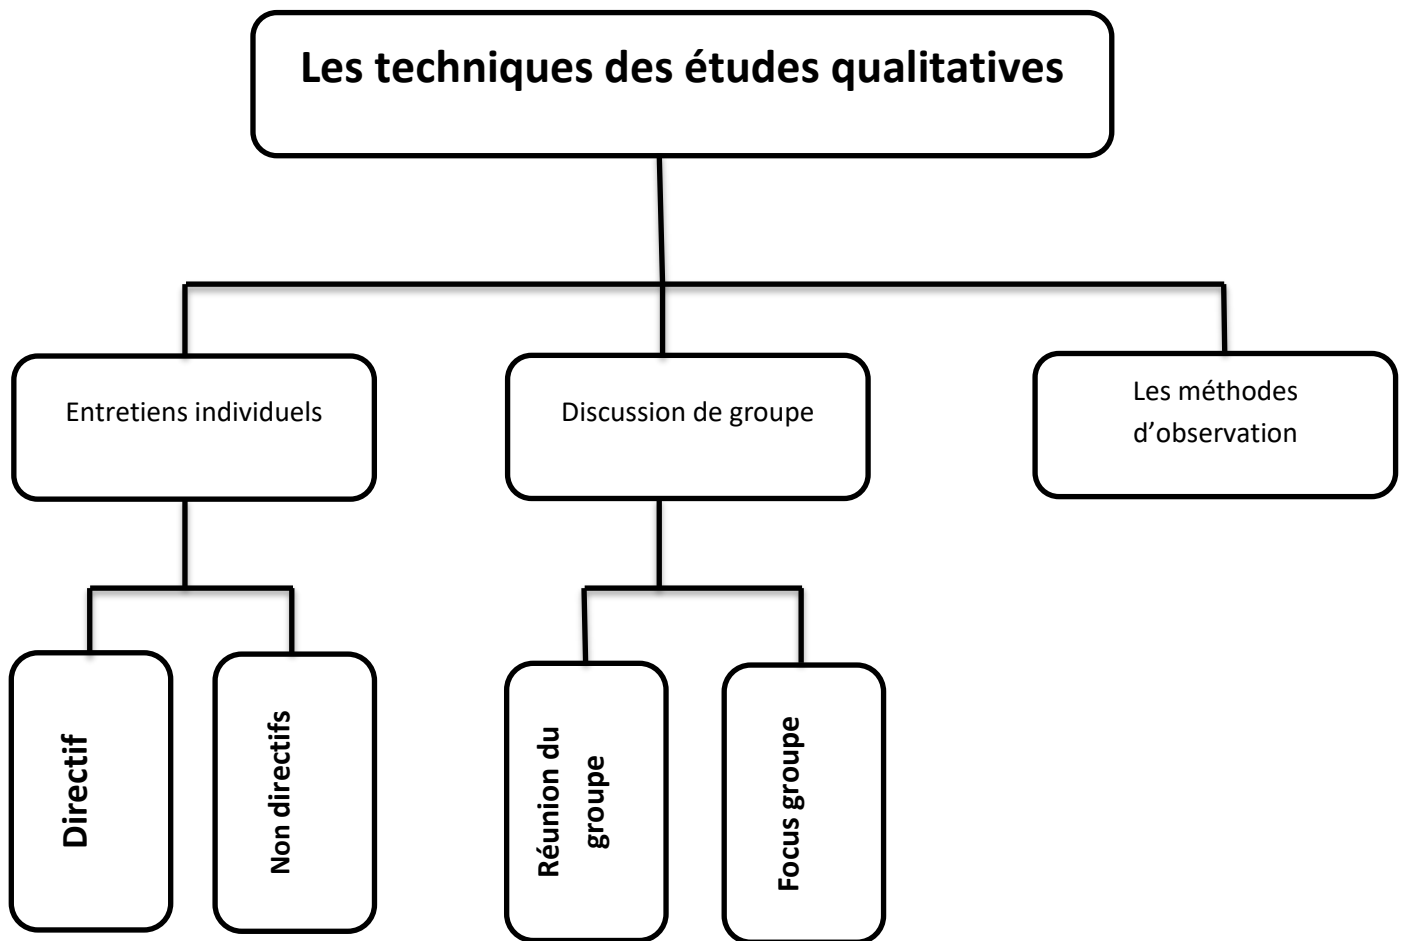 Les techniques des études qualitatives
Entretiens individuels
Discussion de groupe
Les méthodes
d’observation
Directif
Non directifs
Réunion du
groupe
Focus groupe